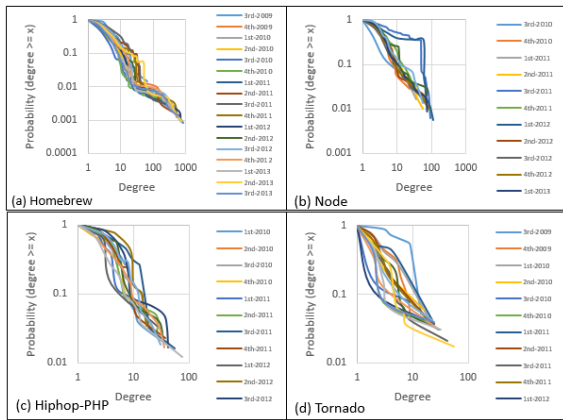 Probability (degree >= x)
1
0.1
0.01
0.001
0.0001
1 10 100 1000
Degree
(a) Homebrew
3rd-2009
4th-2009
1st-2010
2nd-2010
3rd-2010
4th-2010
1st-2011
2nd-2011
3rd-2011
4th-2011
1st-2012
2nd-2012
3rd-2012
4th-2012
1st-2013
2nd-2013
3rd-2013
Probability (degree >= x)
1
0.1
0.01
0.001
1 10 100 1000
Degree
(b) Node
3rd-2010
4th-2010
1st-2011
2nd-2011
3rd-2011
4th-2011
1st-2012
2nd-2012
3rd-2012
4th-2012
1st-2013
Probability (degree >= x)
1
0.1
0.01
1 10 100
Degree
(c) Hiphop-PHP
1st-2010
2nd-2010
3rd-2010
4th-2010
1st-2011
2nd-2011
3rd-2011
4th-2011
1st-2012
2nd-2012
3rd-2012
Probability (degree >= x)
1
0.1
0.01
1 10 100
Degree
(d) Tornado
3rd-2009
4th-2009
1st-2010
2nd-2010
3rd-2010
4th-2010
1st-2011
2nd-2011
3rd-2011
4th-2011
1st-2012
2nd-2012